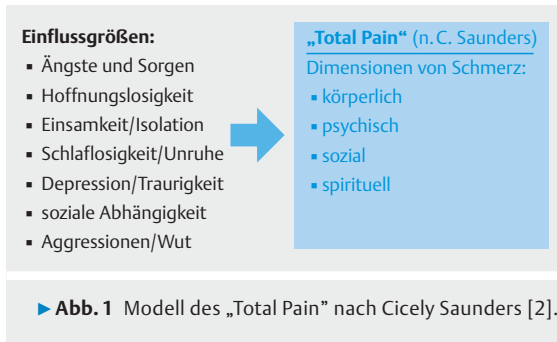 Einflussgrößen:
▪ Ängste und Sorgen
▪ Hoffnungslosigkeit
▪ Einsamkeit/Isolation
▪ Schlaflosigkeit/Unruhe
▪ Depression/Traurigkeit
▪ soziale Abhängigkeit
▪ Aggressionen/Wut
„Total Pain“ (n. C. Saunders)
Dimensionen von Schmerz:
▪ körperlich
▪ psychisch
▪ sozial
▪ spirituell
▶ Abb. 1 Modell des „Total Pain” nach Cicely Saunders [2].